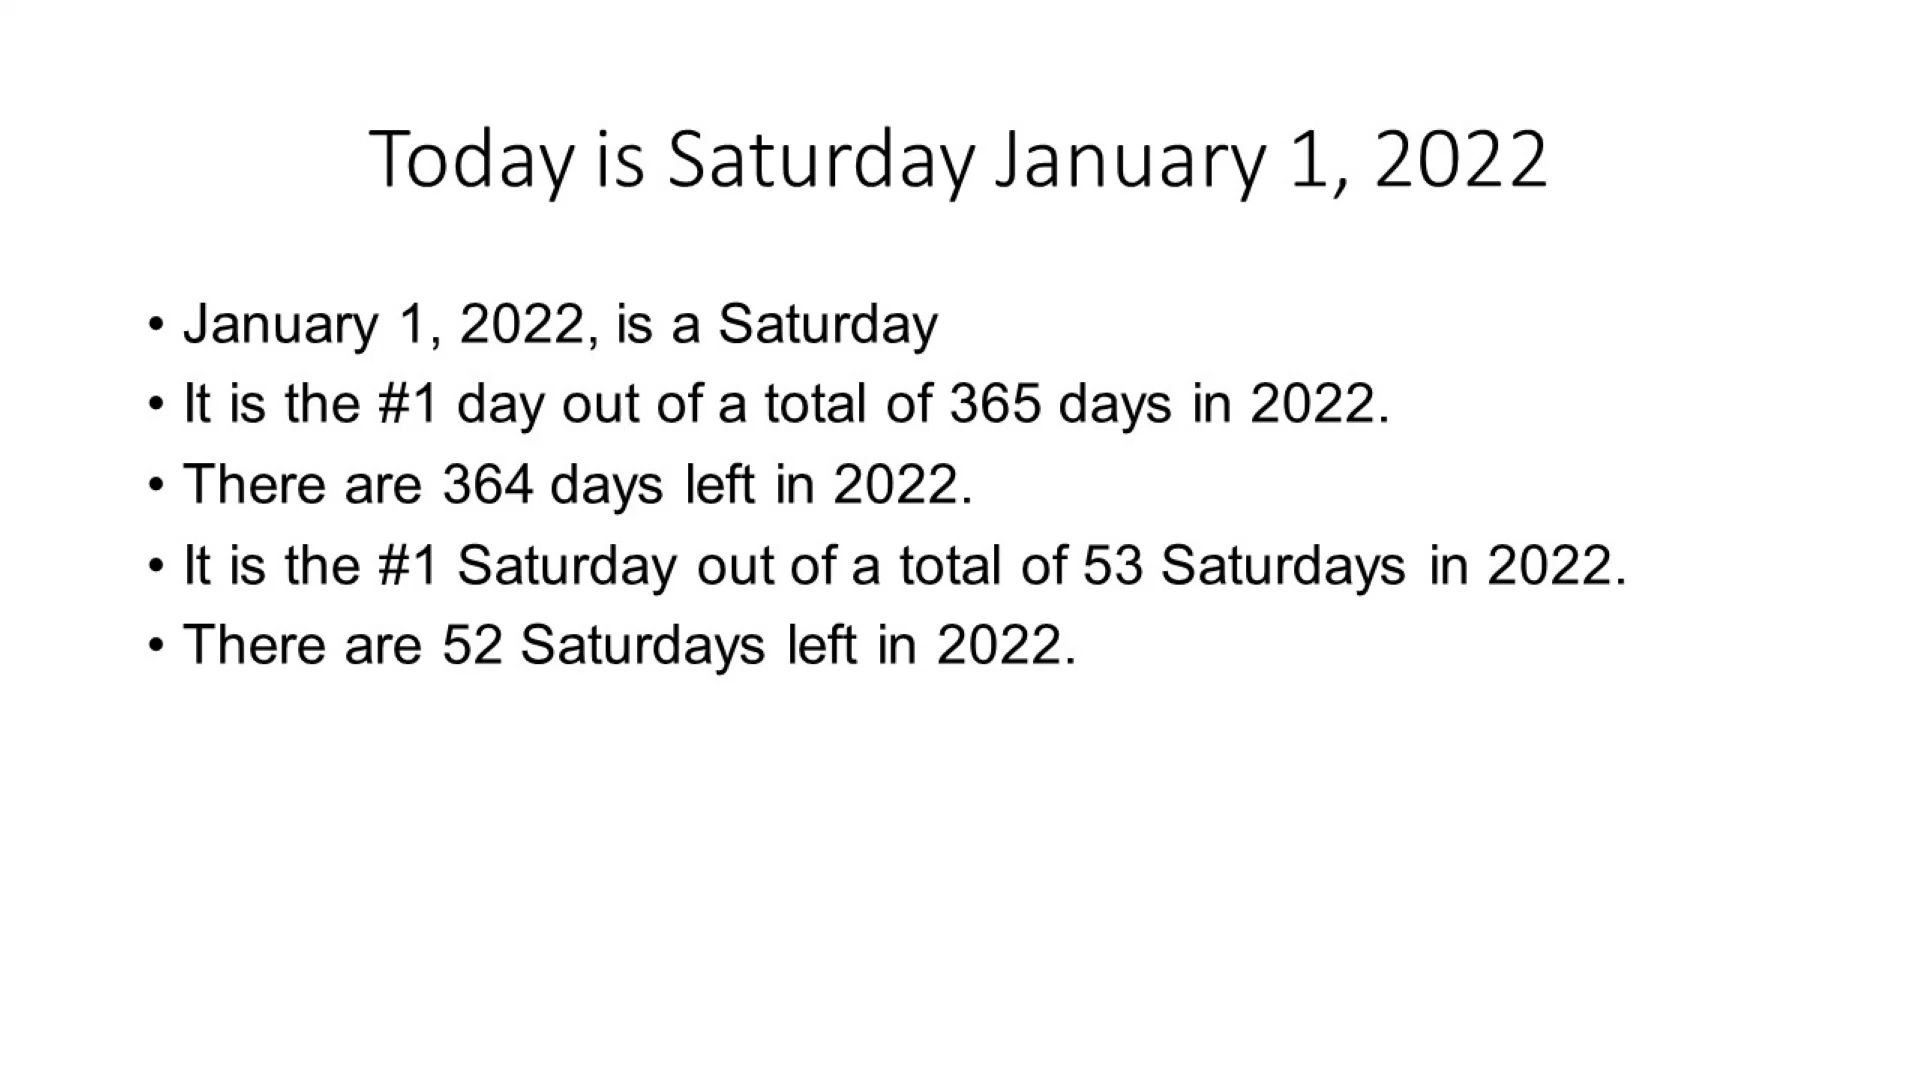 Today is Saturday January 1, 2022
• January 1, 2022, is a Saturday
• It is the #1 day out of a total of 365 days in 2022.
• There are 364 days left in 2022.
• It is the #1 Saturday out of a total of 53 Saturdays in 2022.
• There are 52 Saturdays left in 2022.